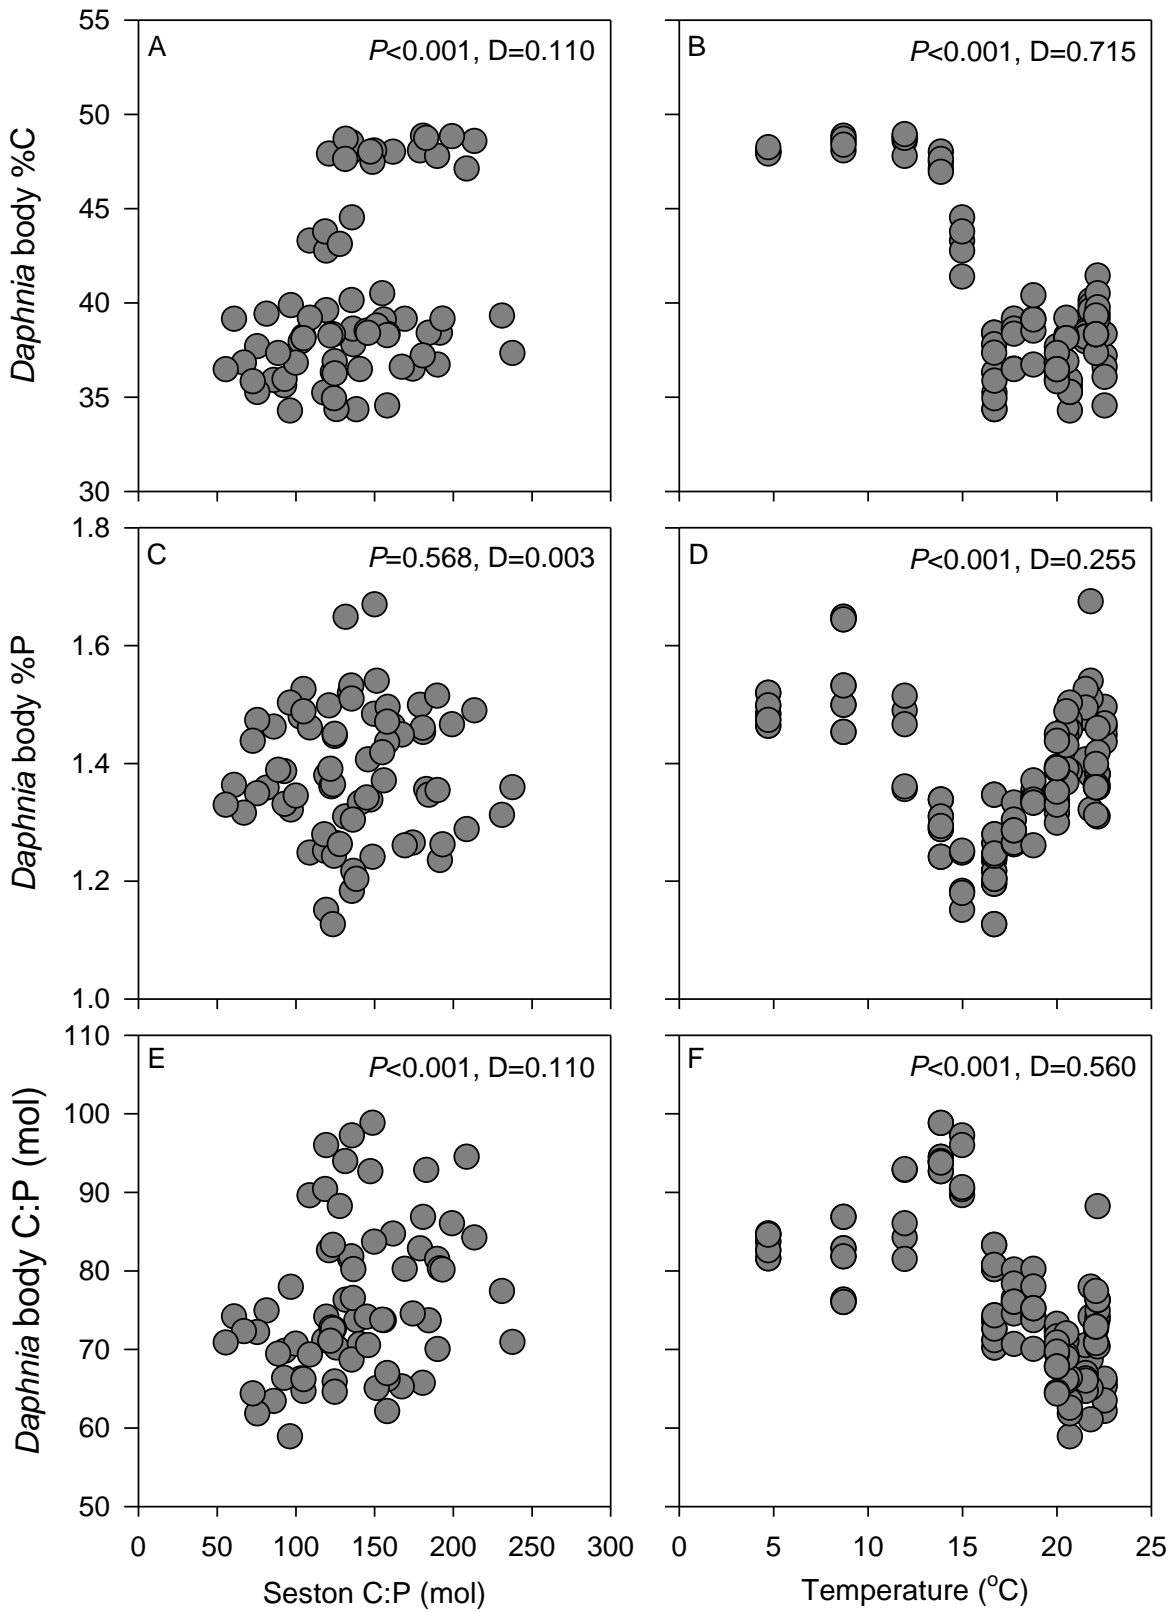 55
50
45
40
35
30
Daphnia body %C
A
P<0.001, D=0.110
B
P<0.001, D=0.715
1.8
1.6
1.4
1.2
1.0
Daphnia body %P
C
P=0.568, D=0.003
D
P<0.001, D=0.255
110
100
90
80
70
60
50
Daphnia body C:P (mol)
E
P<0.001, D=0.110
F
P<0.001, D=0.560
0 50 100 150 200 250 300
Seston C:P (mol)
0 5 10 15 20 25
Temperature (°C)